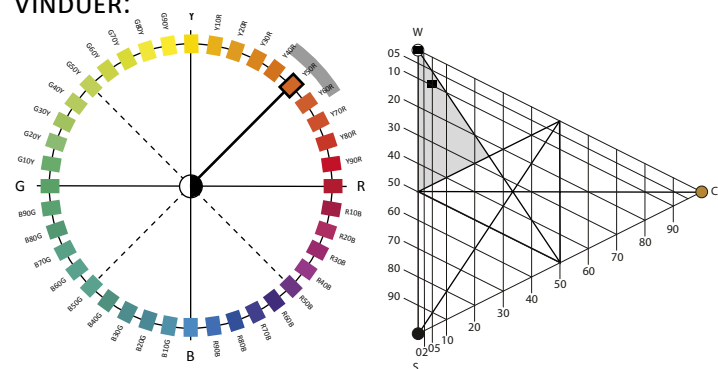 VINDUER:
Y
Y10R
Y20R
Y30R
Y40R
Y50R
Y60R
Y70R
Y80R
Y90R
R
R10B
R20B
R30B
R40B
R50B
R60B
R70B
R80B
R90B
B
B10G
B20G
B30G
B40G
B50G
B60G
B70G
B80G
B90G
G
G10Y
G20Y
G30Y
G40Y
G50Y
G60Y
G70Y
G80Y
G90Y
W
05
10
20
30
40
50
60
70
80
90
S
02
05
10
20
30
40
50
60
70
80
90
C